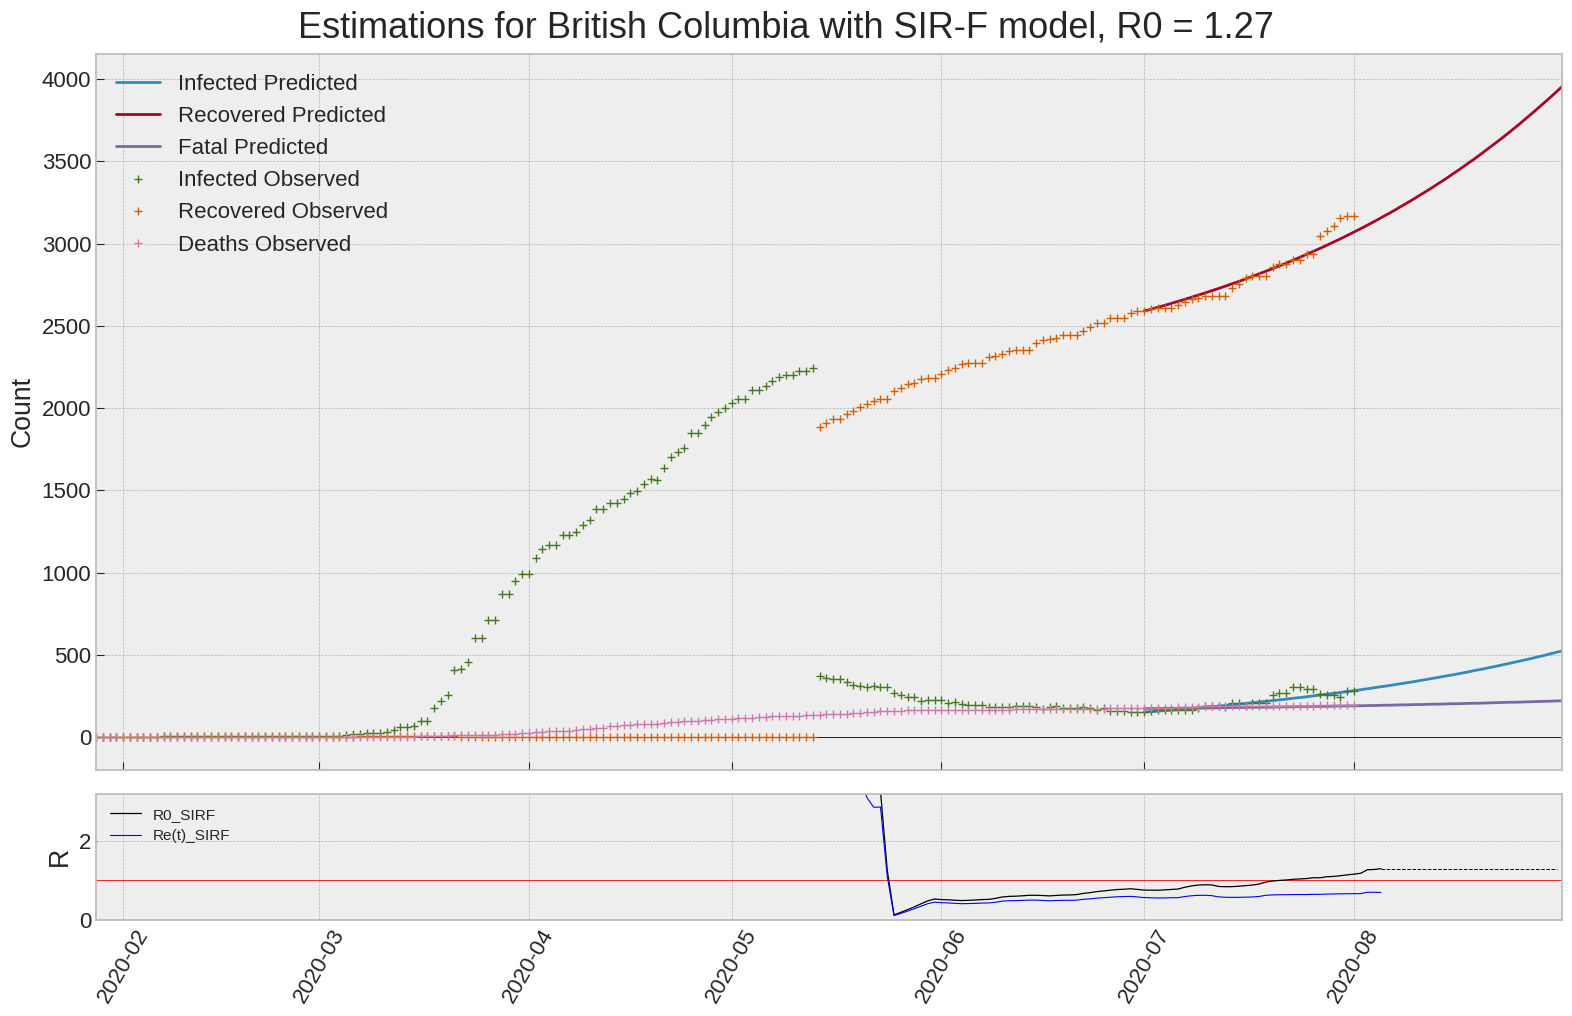 Estimations for British Columbia with SIR-F model, R0 = 1.27
Infected Predicted
Recovered Predicted
Fatal Predicted
Infected Observed
Recovered Observed
Deaths Observed
4000
3500
3000
2500
2000
1500
1000
500
0
Count
R0_SIRF
Re(t)_SIRF
2
0
R
2020-02
2020-03
2020-04
2020-05
2020-06
2020-07
2020-08